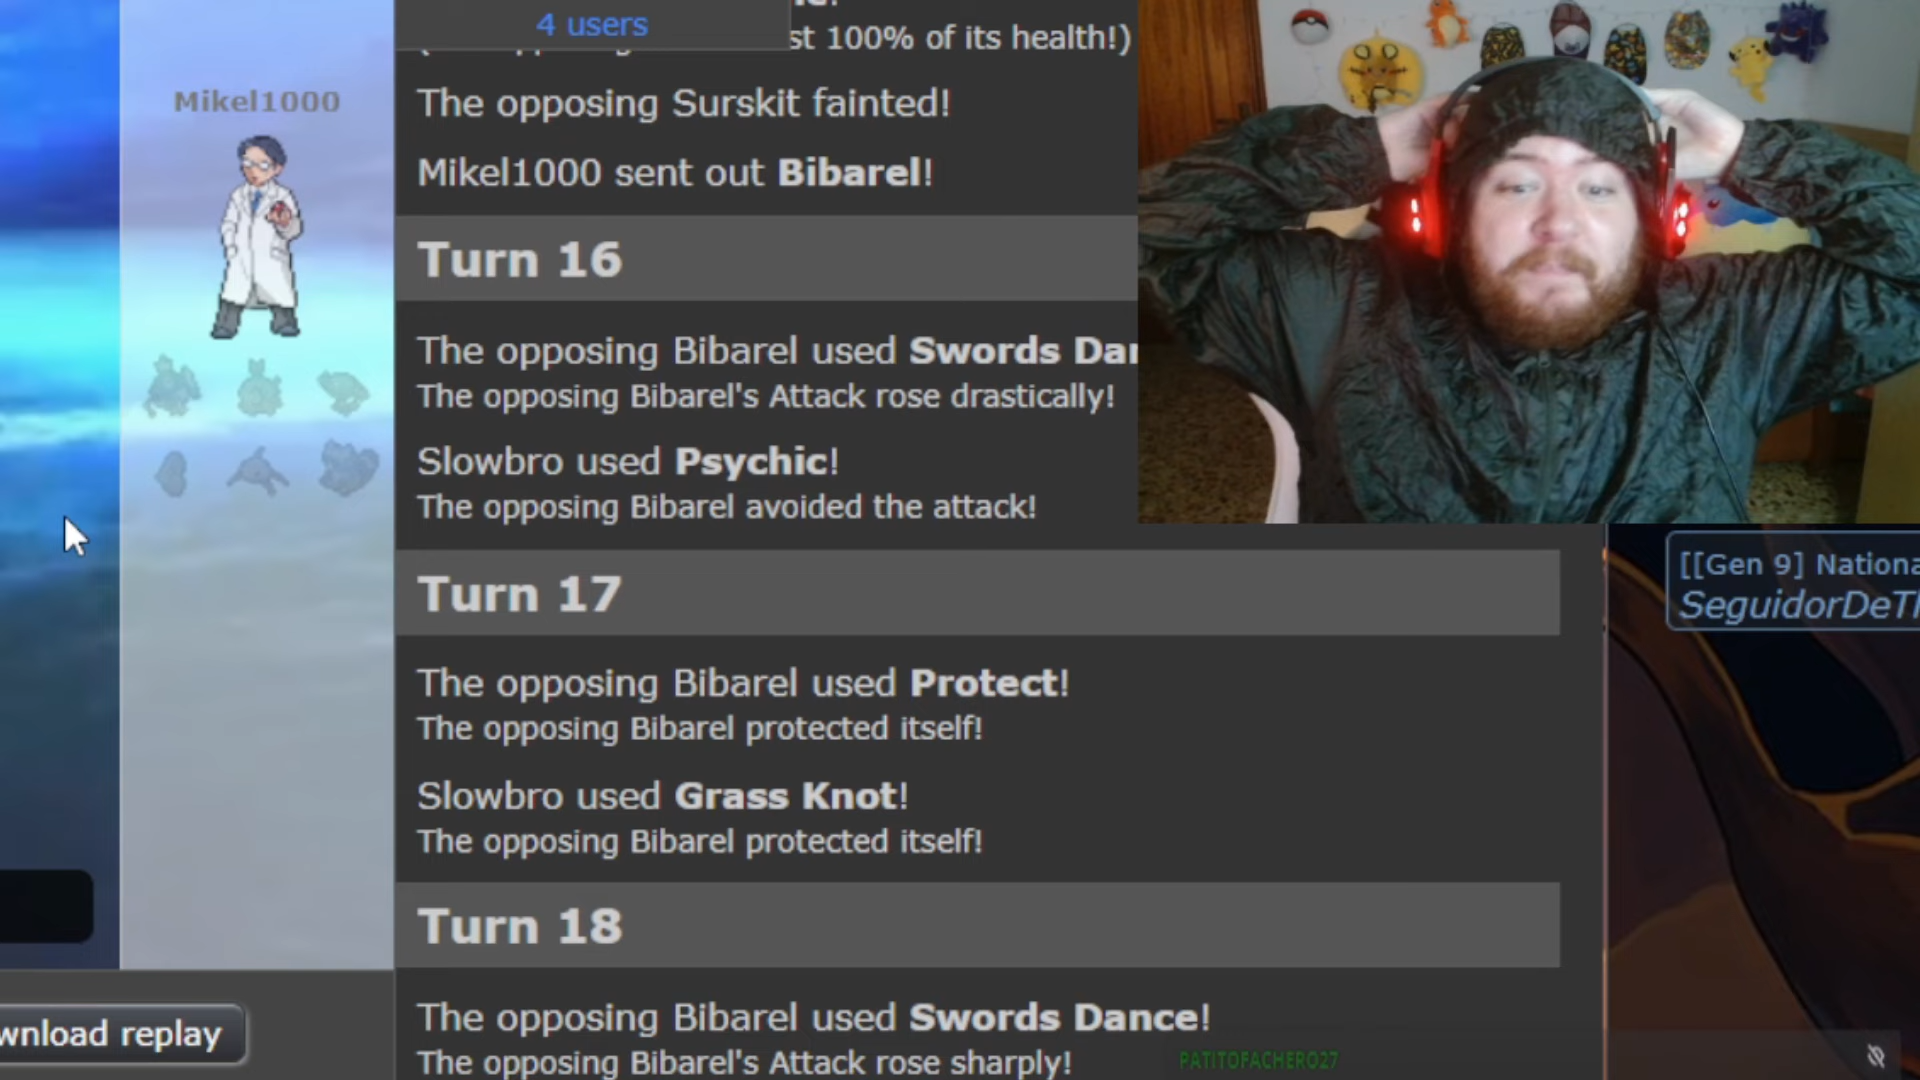 4 users
st 100% of its health!)
Mikel1000
The opposing Surskit fainted!
Mikel1000 sent out Bibarel!
Turn 16
The opposing Bibarel used Swords Da
The opposing Bibarel's Attack rose drastically!
Slowbro used Psychic!
The opposing Bibarel avoided the attack!
Turn 17
The opposing Bibarel used Protect!
The opposing Bibarel protected itself!
Slowbro used Grass Knot!
The opposing Bibarel protected itself!
Turn 18
The opposing Bibarel used Swords Dance!
The opposing Bibarel's Attack rose sharply!
wnload replay
[[Gen 9] Nationa
SeguidorDeTh
PATITOFACHERO27